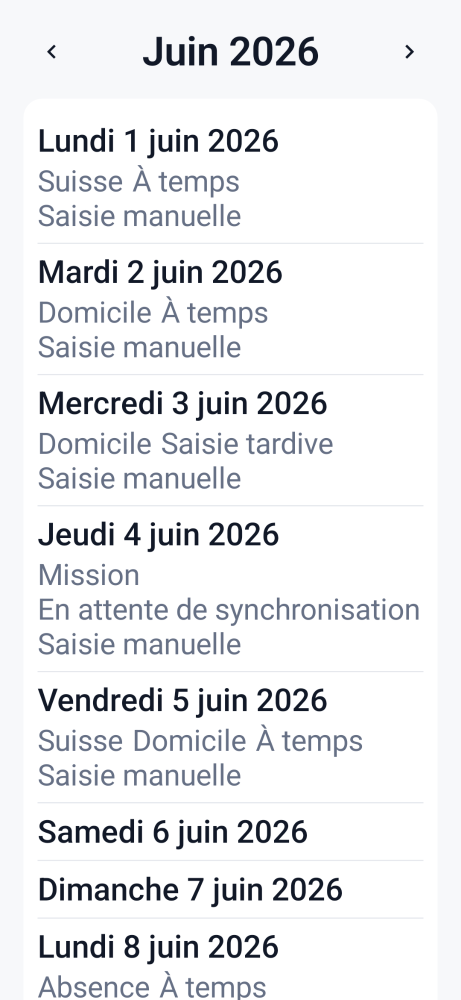 Juin 2026
Lundi 1 juin 2026
Suisse À temps
Saisie manuelle
Mardi 2 juin 2026
Domicile À temps
Saisie manuelle
Mercredi 3 juin 2026
Domicile Saisie tardive
Saisie manuelle
Jeudi 4 juin 2026
Mission
En attente de synchronisation
Saisie manuelle
Vendredi 5 juin 2026
Suisse Domicile À temps
Saisie manuelle
Samedi 6 juin 2026
Dimanche 7 juin 2026
Lundi 8 juin 2026
Absence À temps